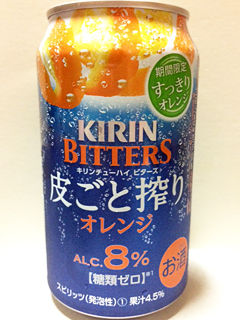 期間限定
すっきり
オレンジ
KIRIN
BITTERS
キリンチューハイ ビターズ
皮ごと搾り
オレンジ
ALC.8%
【糖類ゼロ】※1
お酒
スピリッツ(発泡性)① 果汁4.5%